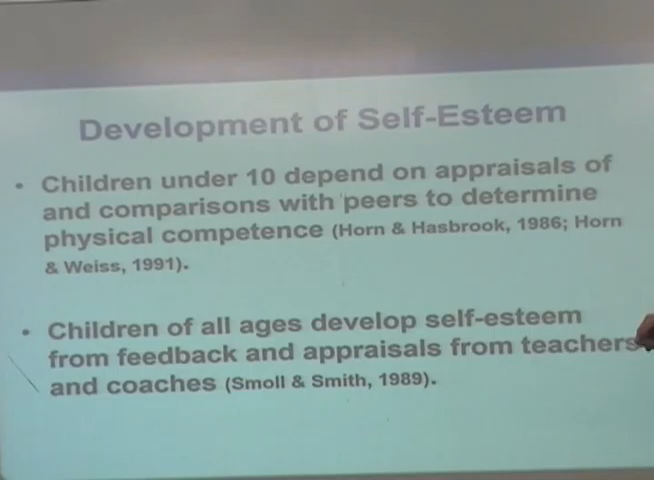 Development of Self-Esteem
• Children under 10 depend on appraisals of
and comparisons with peers to determine
physical competence (Horn & Hasbrook, 1986; Horn
& Weiss, 1991).
• Children of all ages develop self-esteem
from feedback and appraisals from teachers
and coaches (Smoll & Smith, 1989).